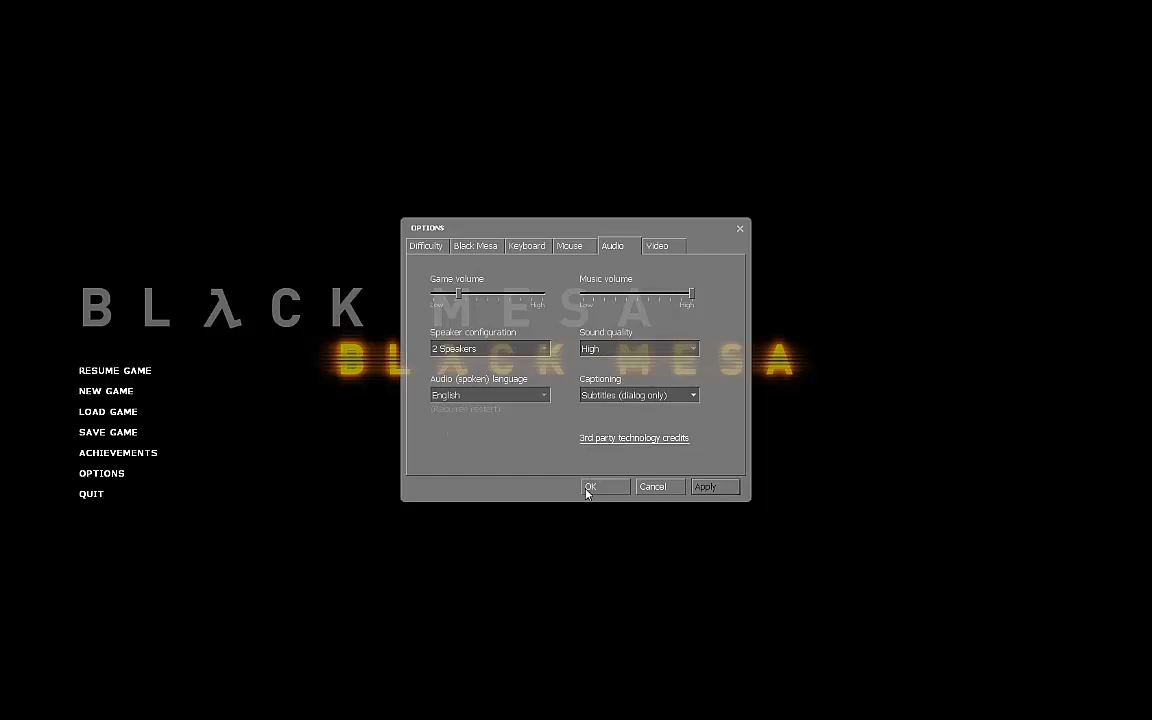 OPTIONS
Difficulty Black Mesa Keyboard Mouse Audio Video
Game volume Music volume
Low High Low High
BLλCK MESA
Speaker configuration Sound quality
2 Speakers High
BLACK MESA
RESUME GAME
Audio (spoken) language Captioning
NEW GAME
English Subtitles (dialog only)
(Requires restart)
LOAD GAME
SAVE GAME
3rd party technology credits
ACHIEVEMENTS
OPTIONS
OK Cancel Apply
QUIT